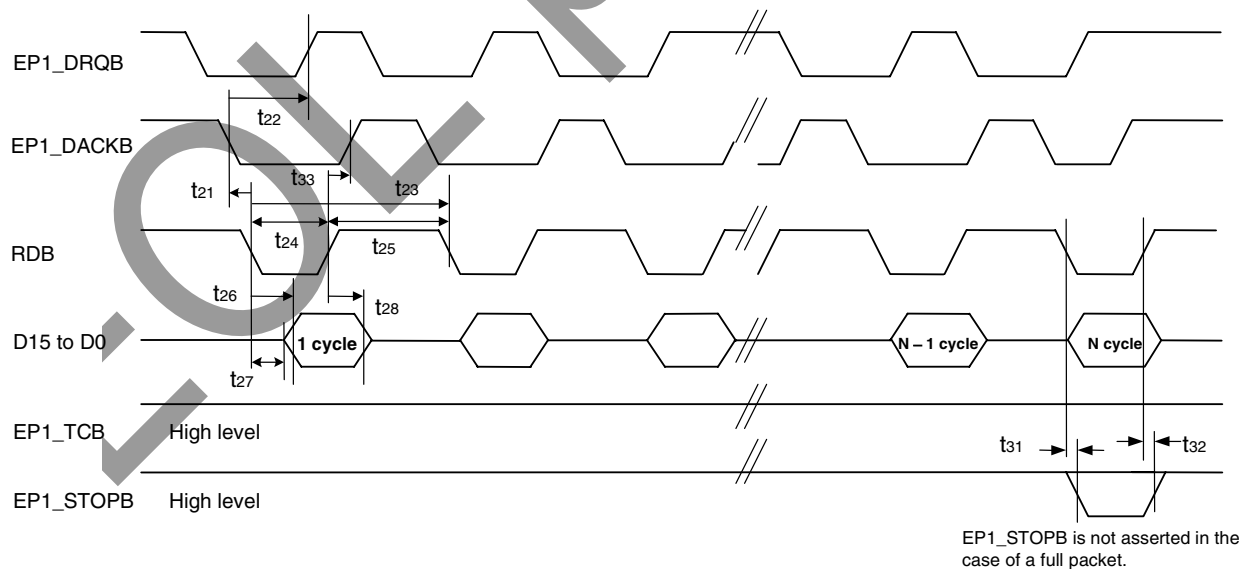 EP1_DRQB
t22
EP1_DACKB
t33
t21
t23
t24
t25
RDB
t26
t28
D15 to D0
1 cycle
N – 1 cycle
N cycle
t27
EP1_TCB
High level
t31
t32
EP1_STOPB
High level
EP1_STOPB is not asserted in the
case of a full packet.